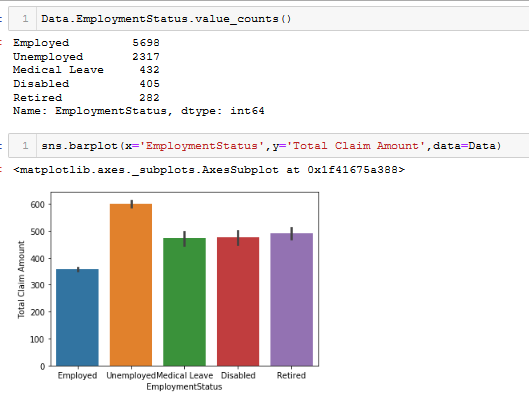 1 Data.EmploymentStatus.value_counts()
Employed 5698
Unemployed 2317
Medical Leave 432
Disabled 405
Retired 282
Name: EmploymentStatus, dtype: int64
1 sns.barplot(x='EmploymentStatus',y='Total Claim Amount',data=Data)
<matplotlib.axes._subplots.AxesSubplot at 0x1f41675a388>
600
500
400
300
200
100
0
Total Claim Amount
Employed Unemployed Medical Leave Disabled Retired
EmploymentStatus